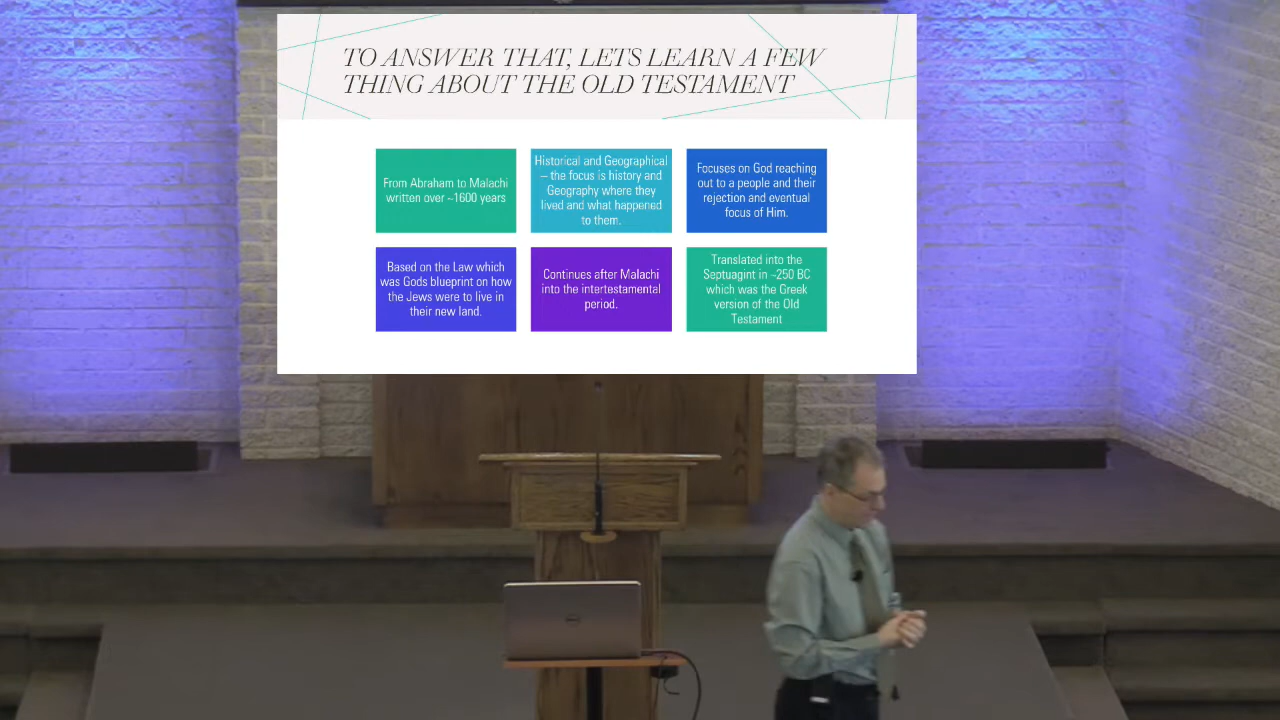 TO ANSWER THAT, LETS LEARN A FEW
THING ABOUT THE OLD TESTAMENT
From Abraham to Malachi
written over ~1600 years
Historical and Geographical
– the focus is history and
Geography where they
lived and what happened
to them.
Focuses on God reaching
out to a people and their
rejection and eventual
focus of Him.
Based on the Law which
was Gods blueprint on how
the Jews were to live in
their new land.
Continues after Malachi
into the intertestamental
period.
Translated into the
Septuagint in ~250 BC
which was the Greek
version of the Old
Testament
DELL